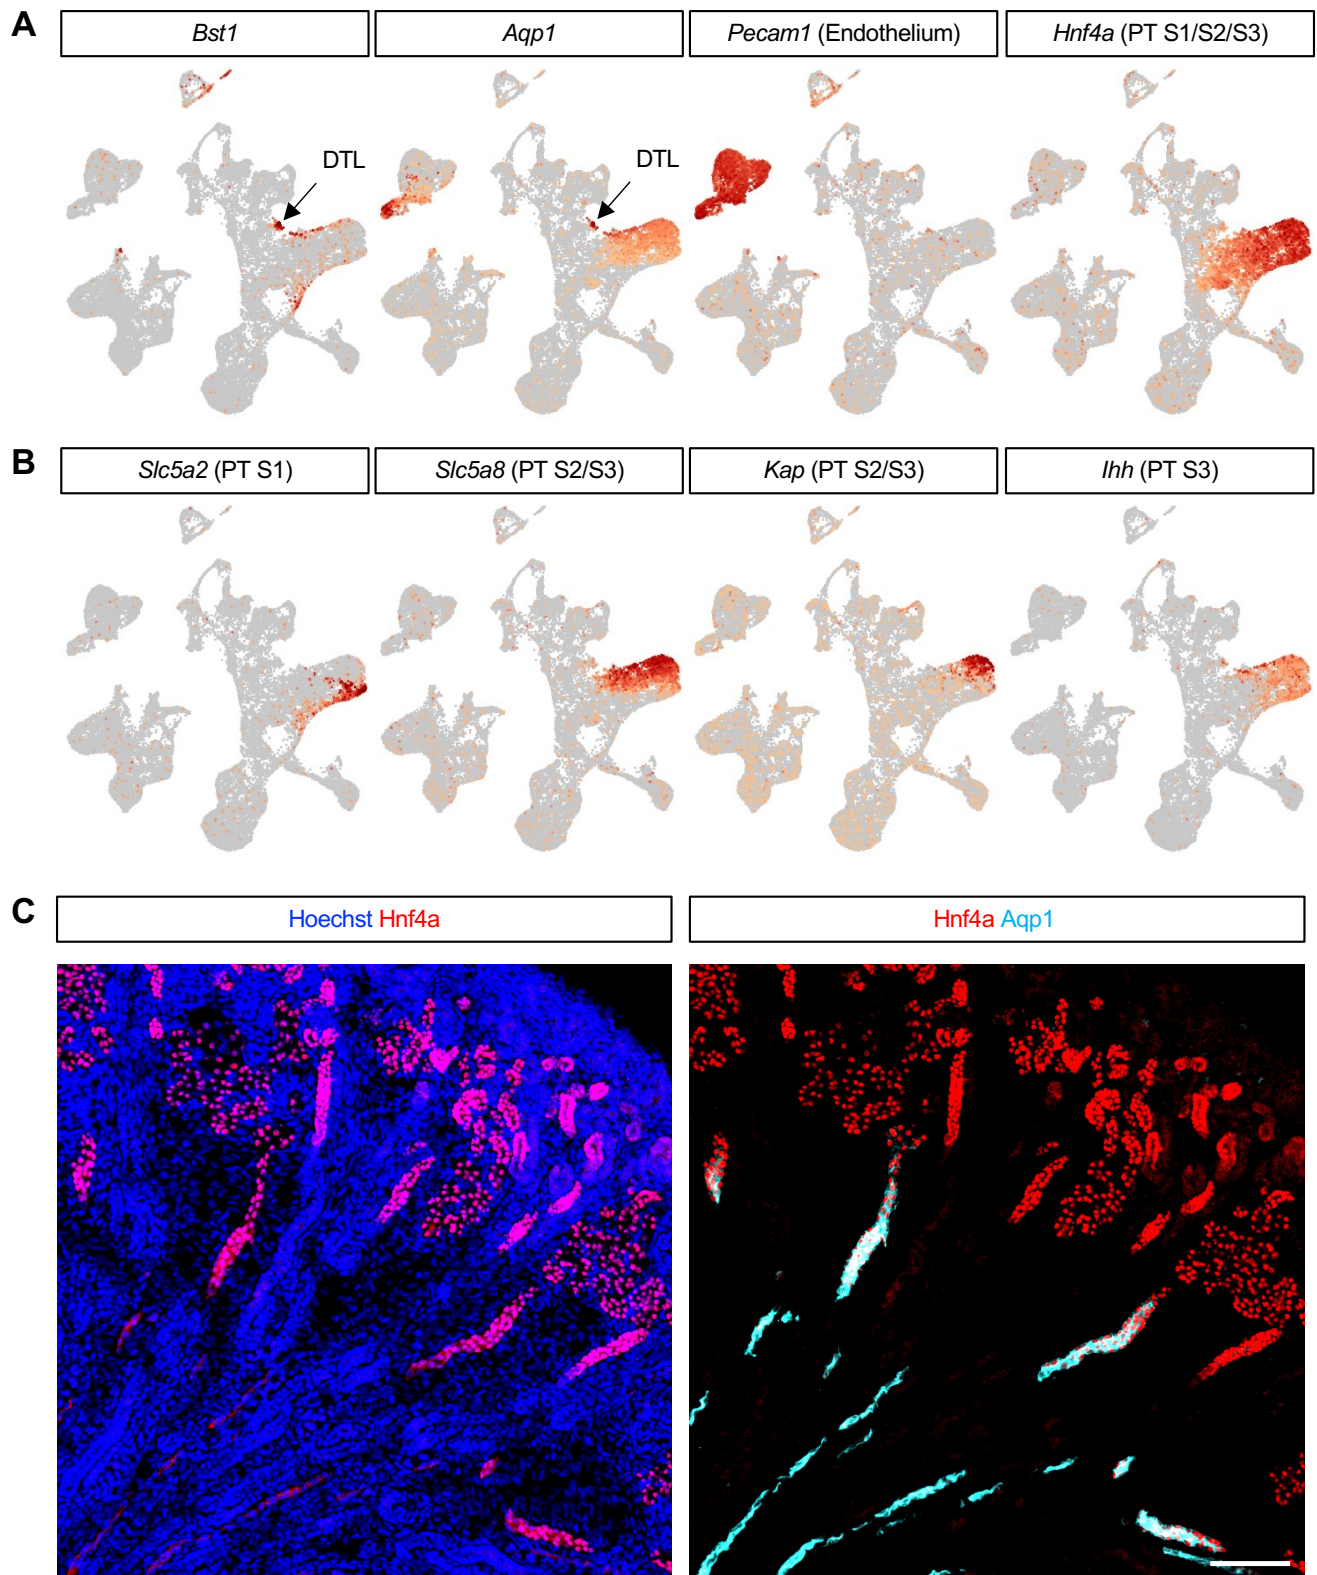 A
Bst1
Aqp1
Pecam1 (Endothelium)
Hnf4a (PT S1/S2/S3)
DTL
DTL
B
Slc5a2 (PT S1)
Slc5a8 (PT S2/S3)
Kap (PT S2/S3)
Ihh (PT S3)
C
Hoechst Hnf4a
Hnf4a Aqp1